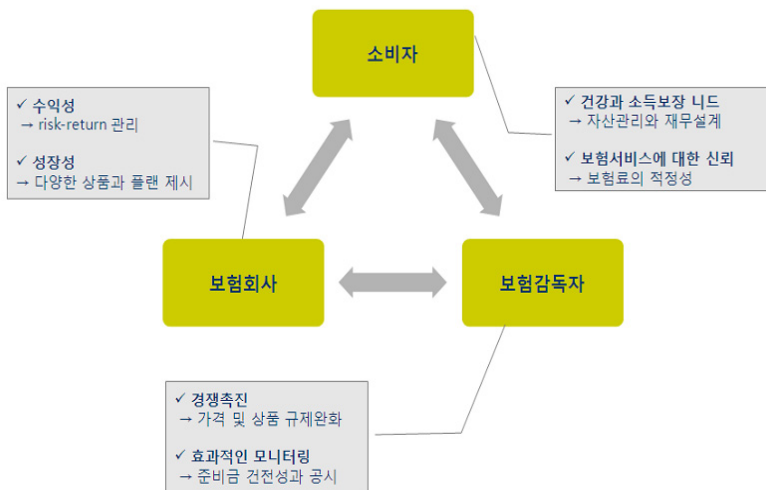 소비자
✓ 수익성
→ risk-return 관리
✓ 성장성
→ 다양한 상품과 플랜 제시
✓ 건강과 소득보장 니드
→ 자산관리와 재무설계
✓ 보험서비스에 대한 신뢰
→ 보험료의 적정성
보험회사
보험감독자
✓ 경쟁촉진
→ 가격 및 상품 규제완화
✓ 효과적인 모니터링
→ 준비금 건전성과 공시